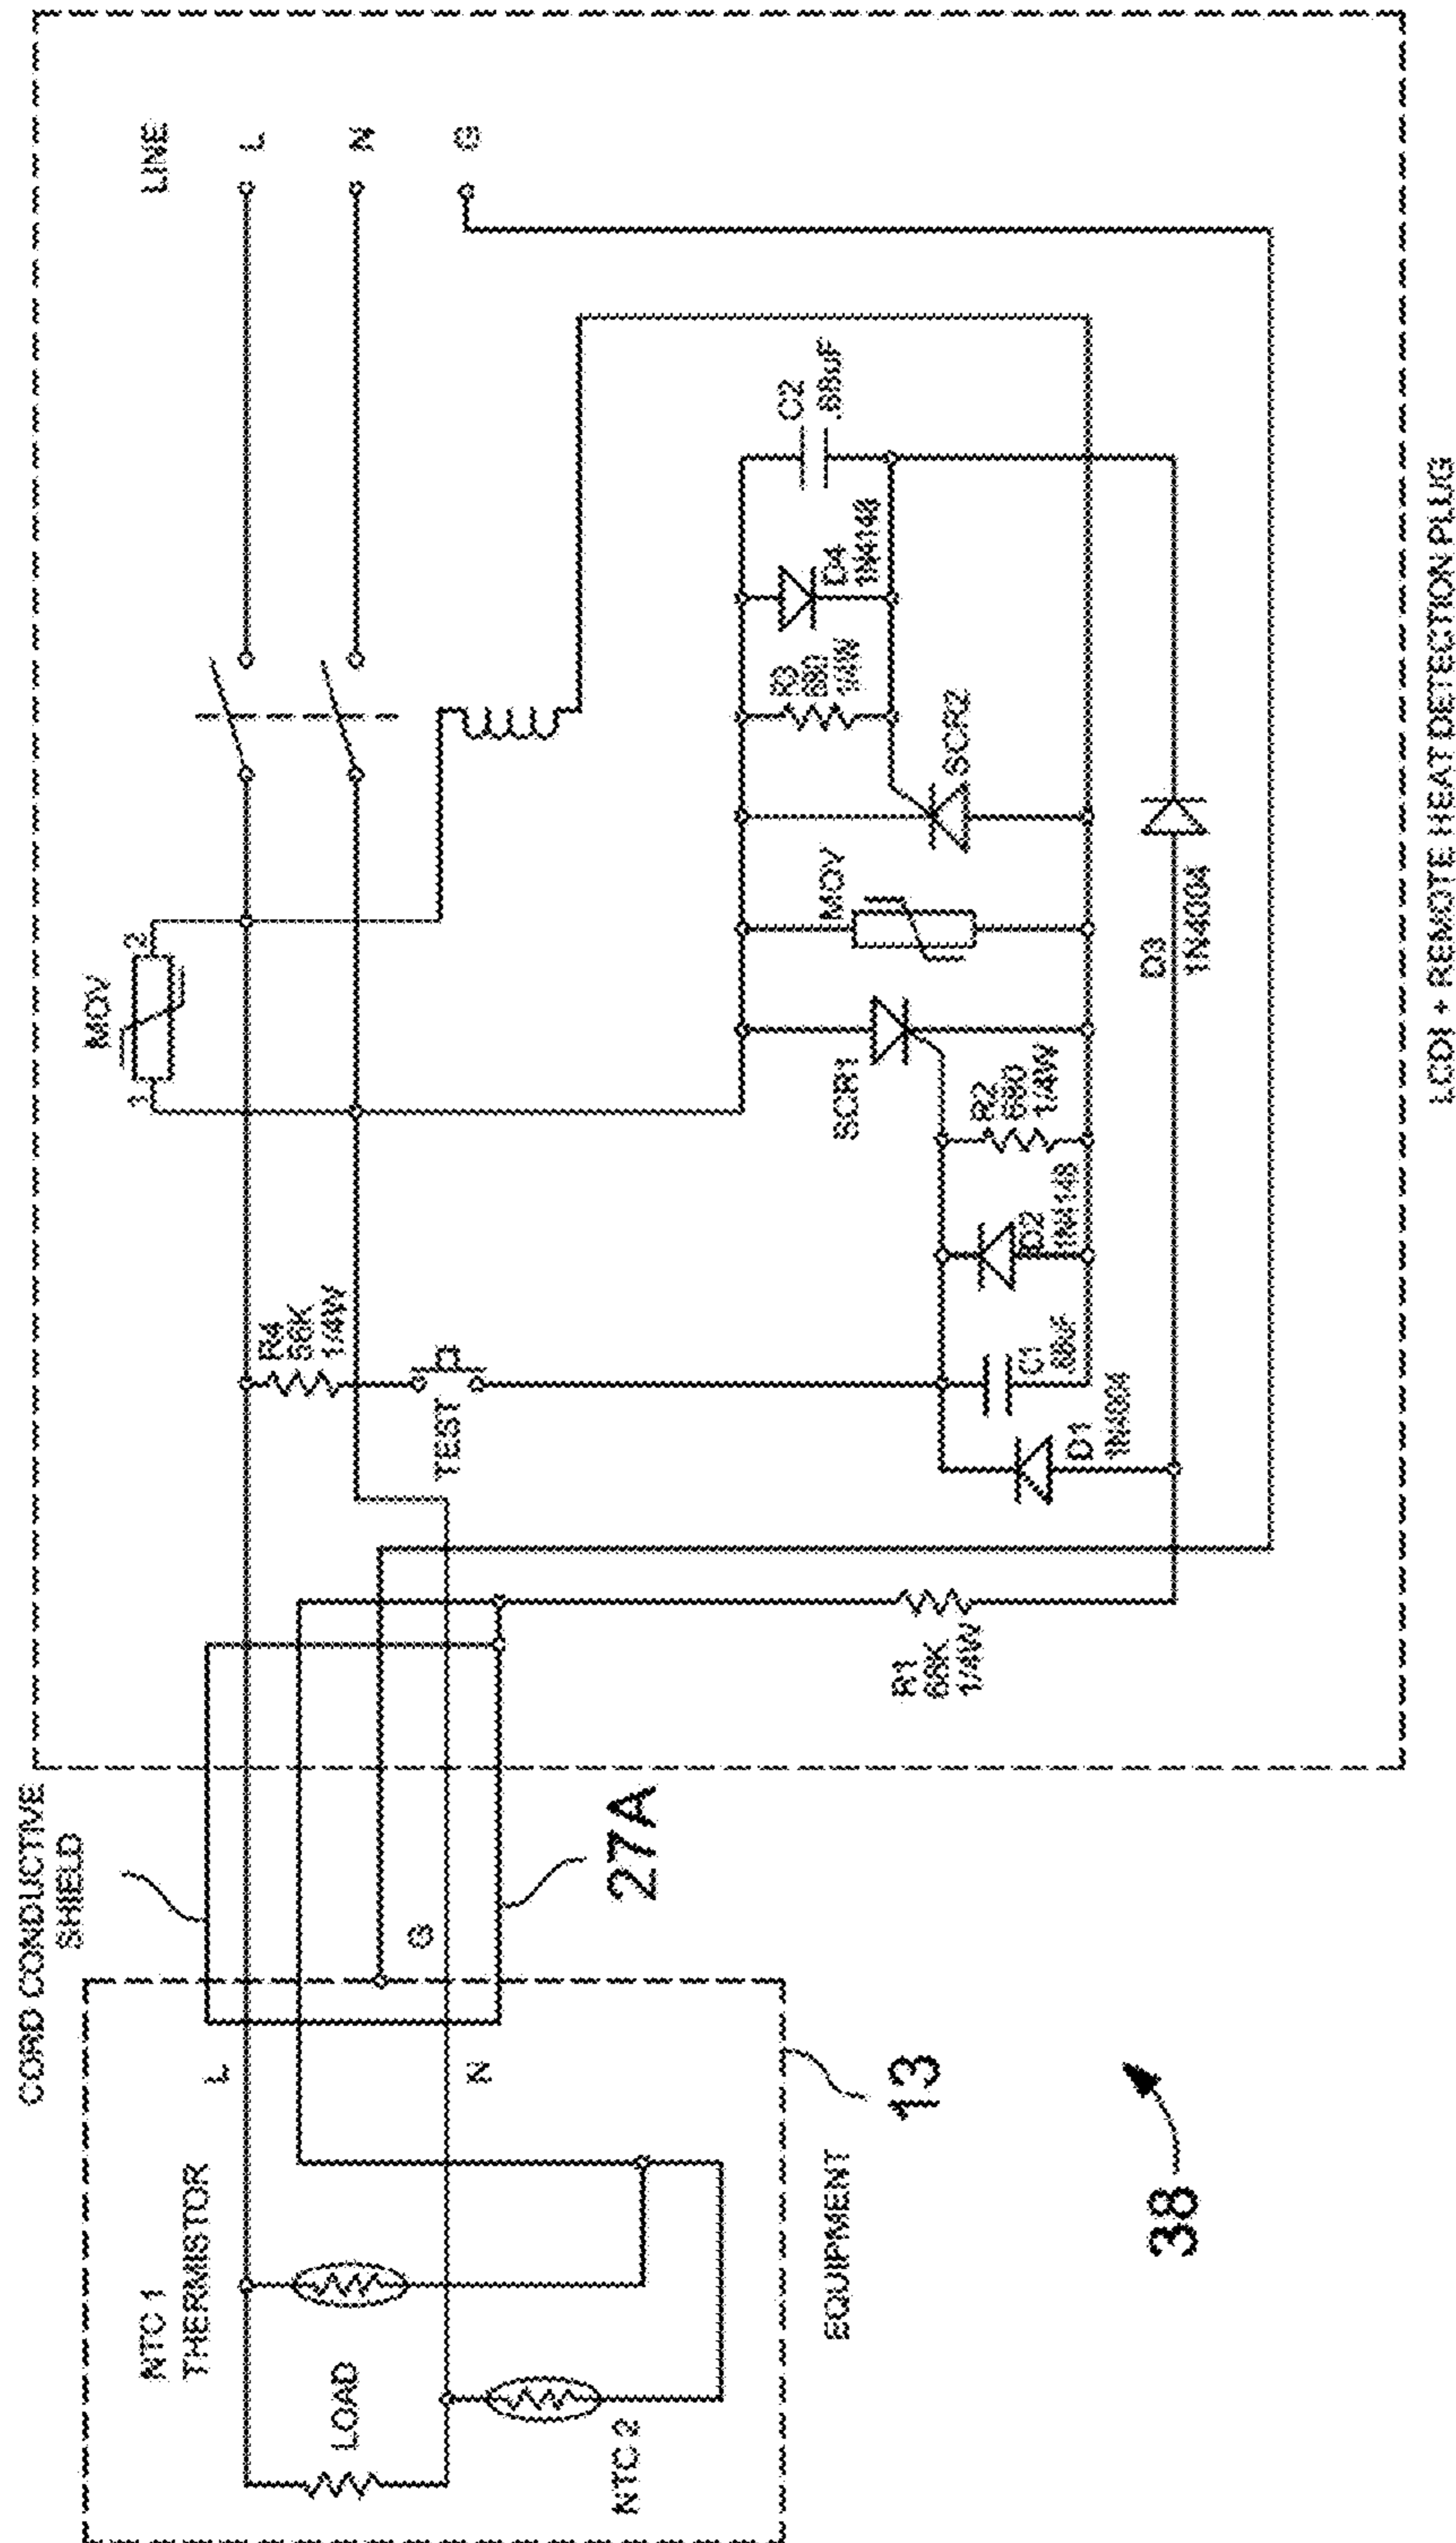 LINE
L
N
G
MOV
1
2
R4
56K
1/4W
TEST
C2
.68uF
D4
1N4148
R3
680
1/4W
SCR2
MOV
SCR1
R2
680
1/4W
D2
1N4148
C1
.68uF
D1
1N4004
D3
1N4004
R1
68K
1/4W
LCDI + REMOTE HEAT DETECTION PLUG
CORD CONDUCTIVE
SHIELD
27A
G
L
N
NTC 1
THERMISTOR
LOAD
NTC 2
EQUIPMENT
13
38